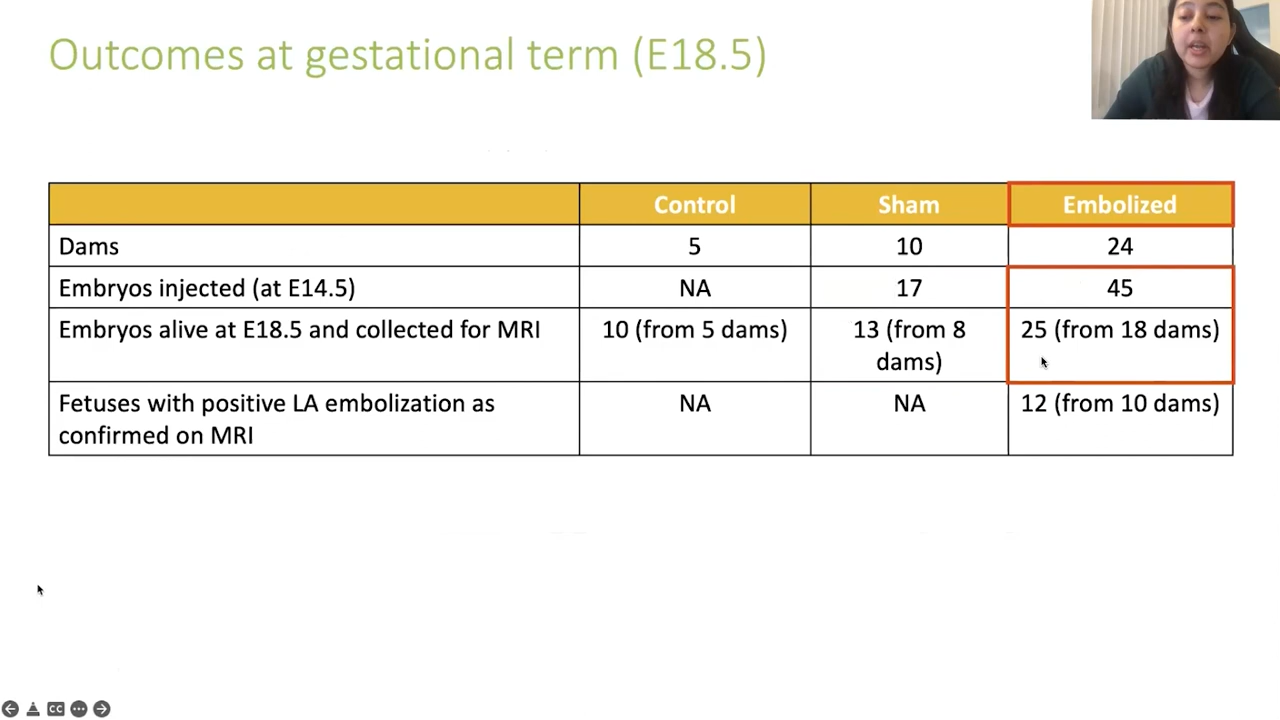 Outcomes at gestational term (E18.5)
Control Sham Embolized
Dams 5 10 24
Embryos injected (at E14.5) NA 17 45
Embryos alive at E18.5 and collected for MRI 10 (from 5 dams) 13 (from 8 dams) 25 (from 18 dams)
Fetuses with positive LA embolization as confirmed on MRI NA NA 12 (from 10 dams)
CC